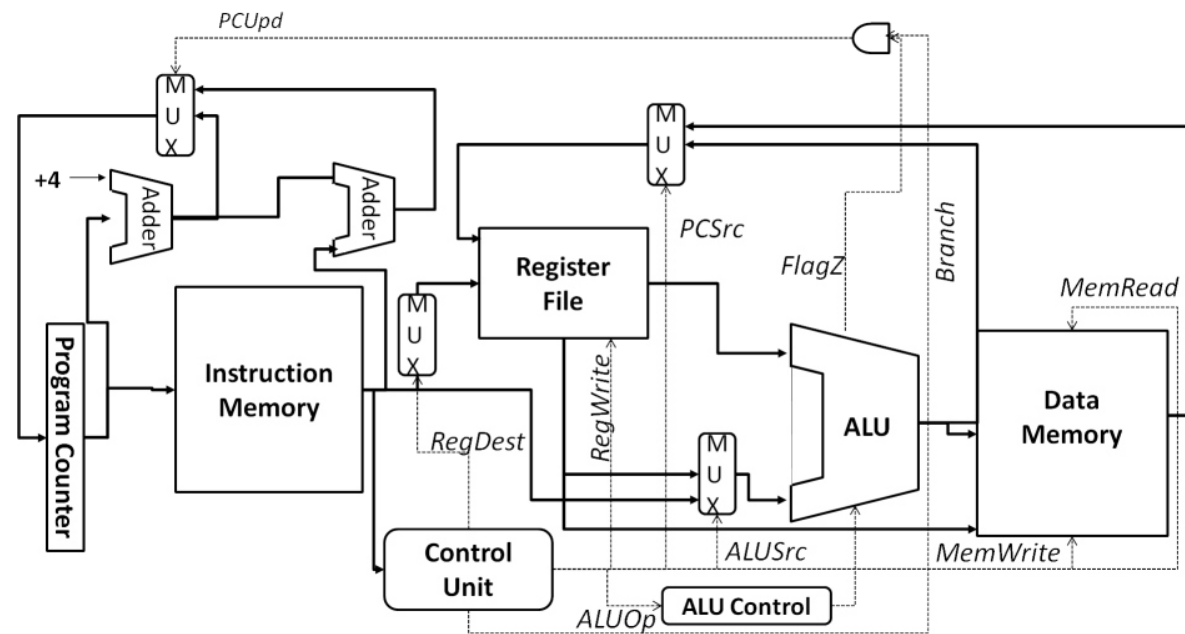 PCUpd
M
U
X
M
U
X
+4
Adder
Adder
PCSrc
FlagZ
Branch
Register
File
MemRead
M
U
X
Program Counter
Instruction
Memory
RegDest
RegWrite
M
U
X
ALU
Data
Memory
Control
Unit
ALUSrc
MemWrite
ALUOp
ALU Control